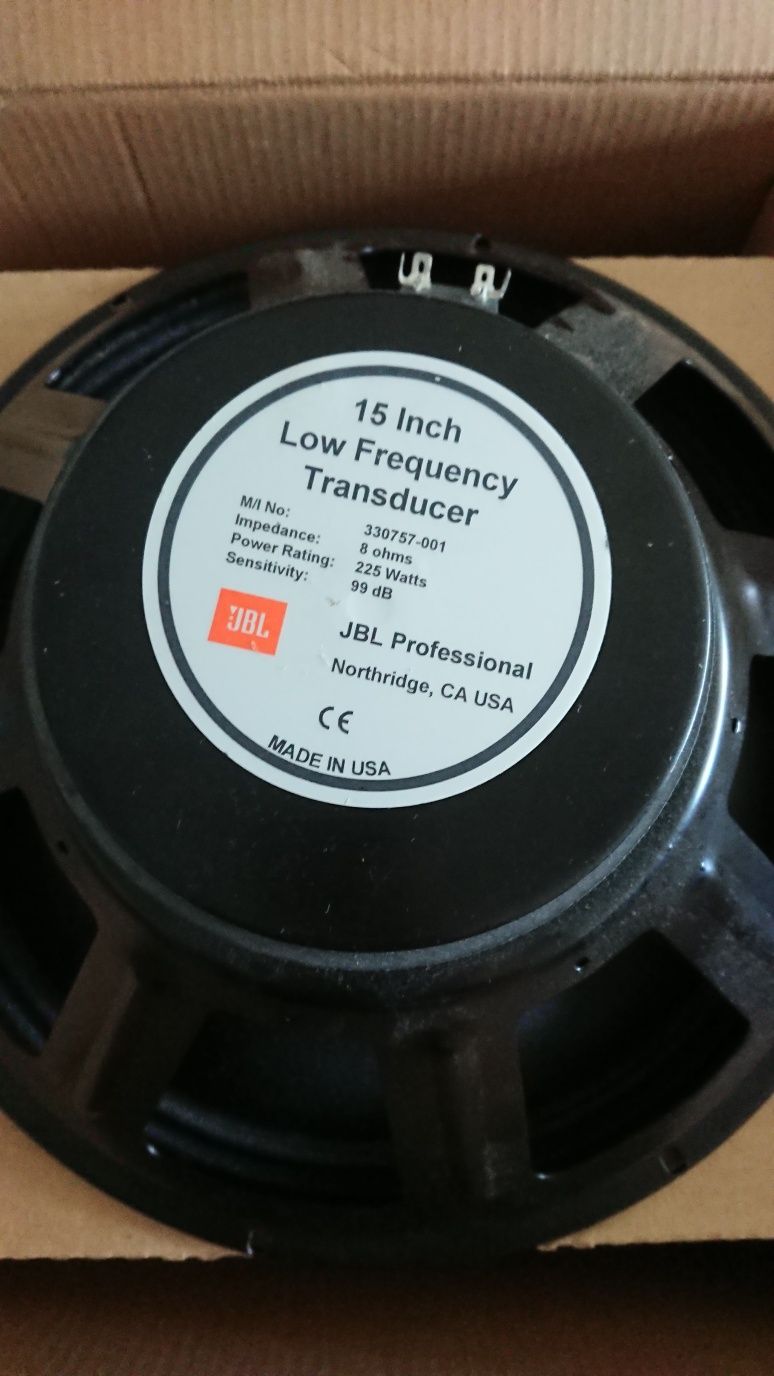 15 Inch
Low Frequency
Transducer
M/I No: 330757-001
Impedance: 8 ohms
Power Rating: 225 Watts
Sensitivity: 99 dB
JBL
JBL Professional
Northridge, CA USA
CE
MADE IN USA